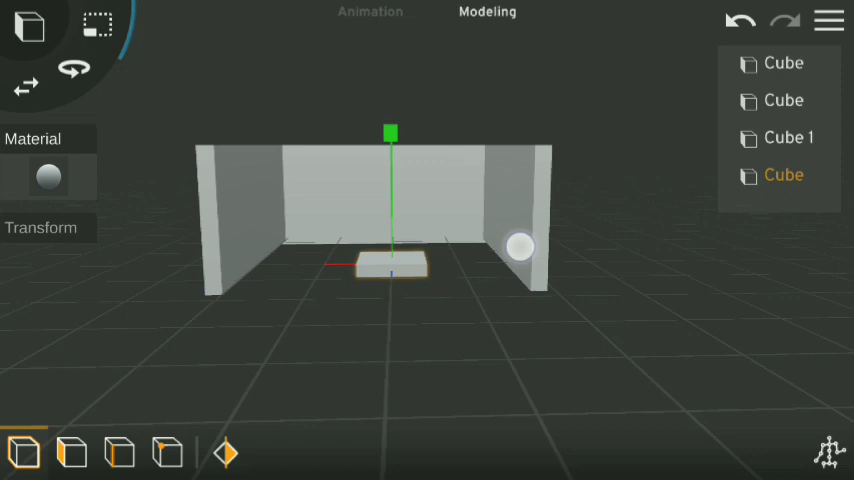 Animation
Modeling
Cube
Cube
Cube 1
Cube
Material
Transform